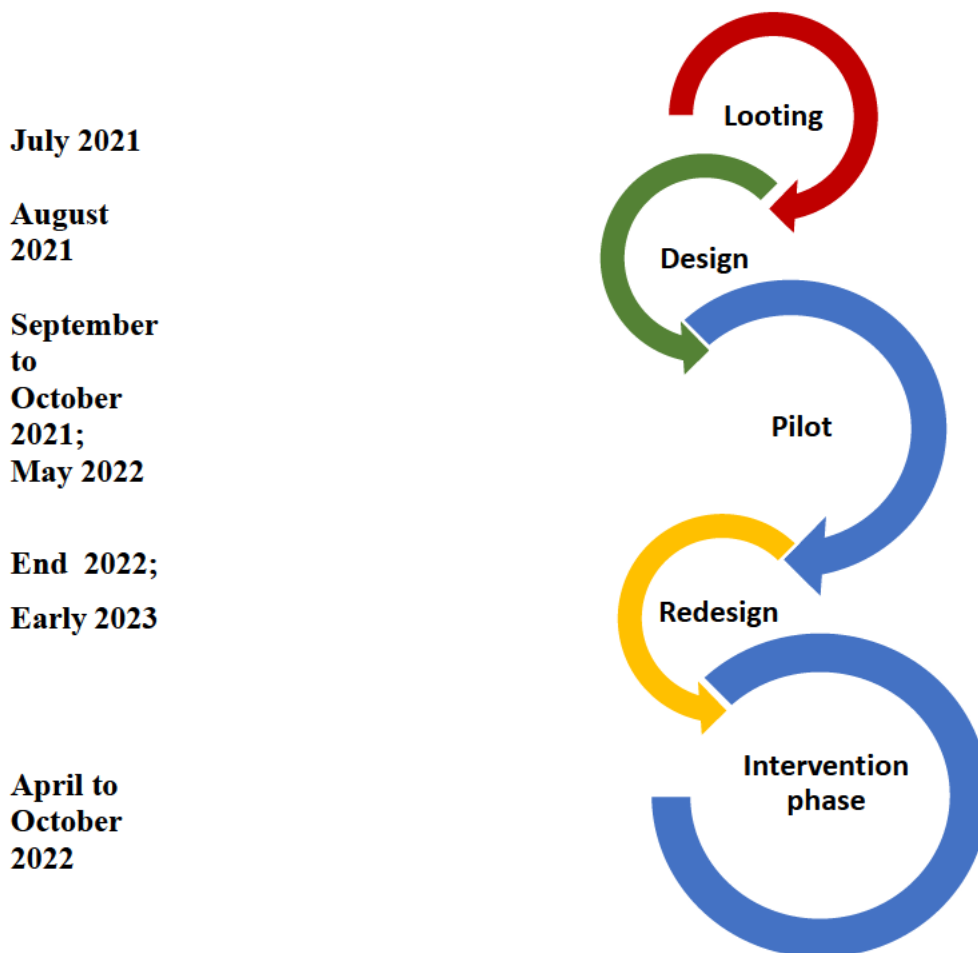 Looting
July 2021
August
2021
Design
September
to
October
2021;
May 2022
Pilot
End 2022;
Early 2023
Redesign
Intervention
phase
April to
October
2022